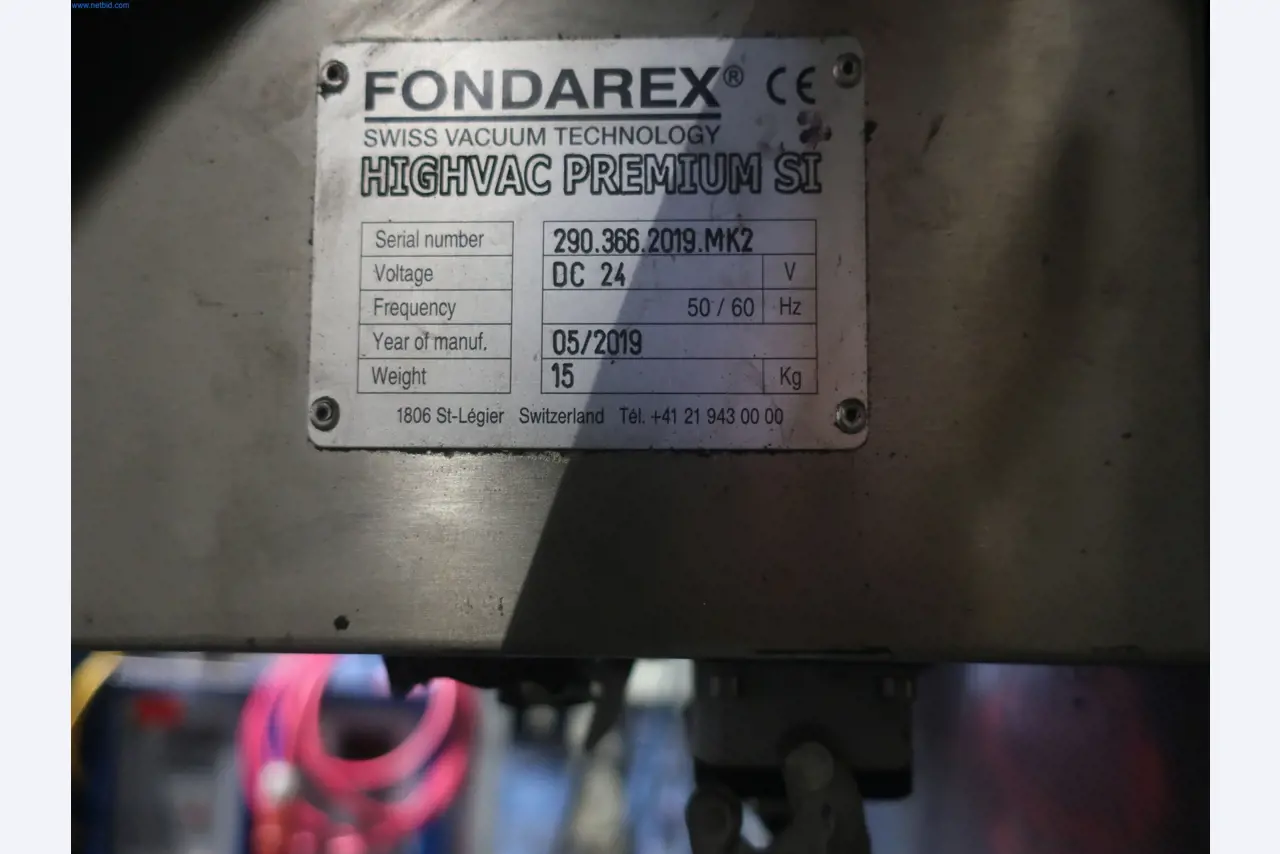 www.netbid.com
FONDAREX® CE
SWISS VACUUM TECHNOLOGY
HIGHVAC PREMIUM SI
Serial number 290.366.2019.MK2
Voltage DC 24 V
Frequency 50 / 60 Hz
Year of manuf. 05/2019
Weight 15 Kg
1806 St-Légier Switzerland Tél. +41 21 943 00 00